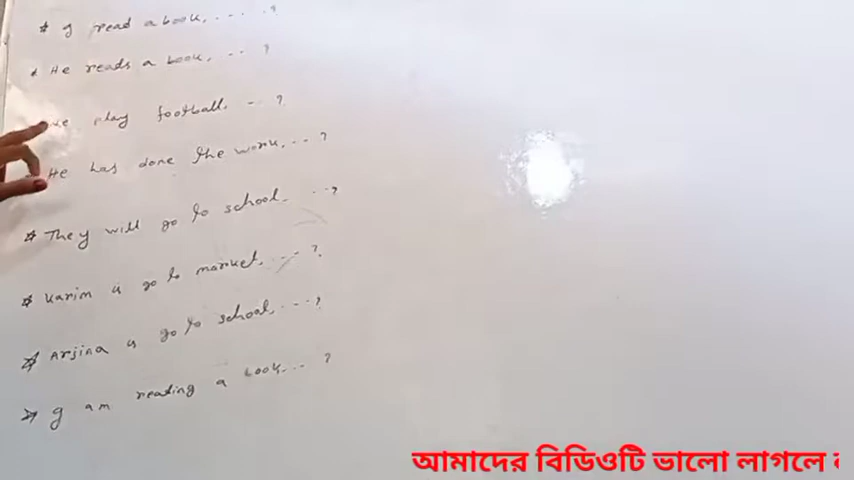 * I read a book, ....?
* He reads a book, ...?
play football, ..?
He has done the work, ...?
* They will go to school, ...?
* Karim is go to market, ...?
* Arjina is go to school, ...?
* I am reading a book, ...?
আমাদের বিডিওটি ভালো লাগলে